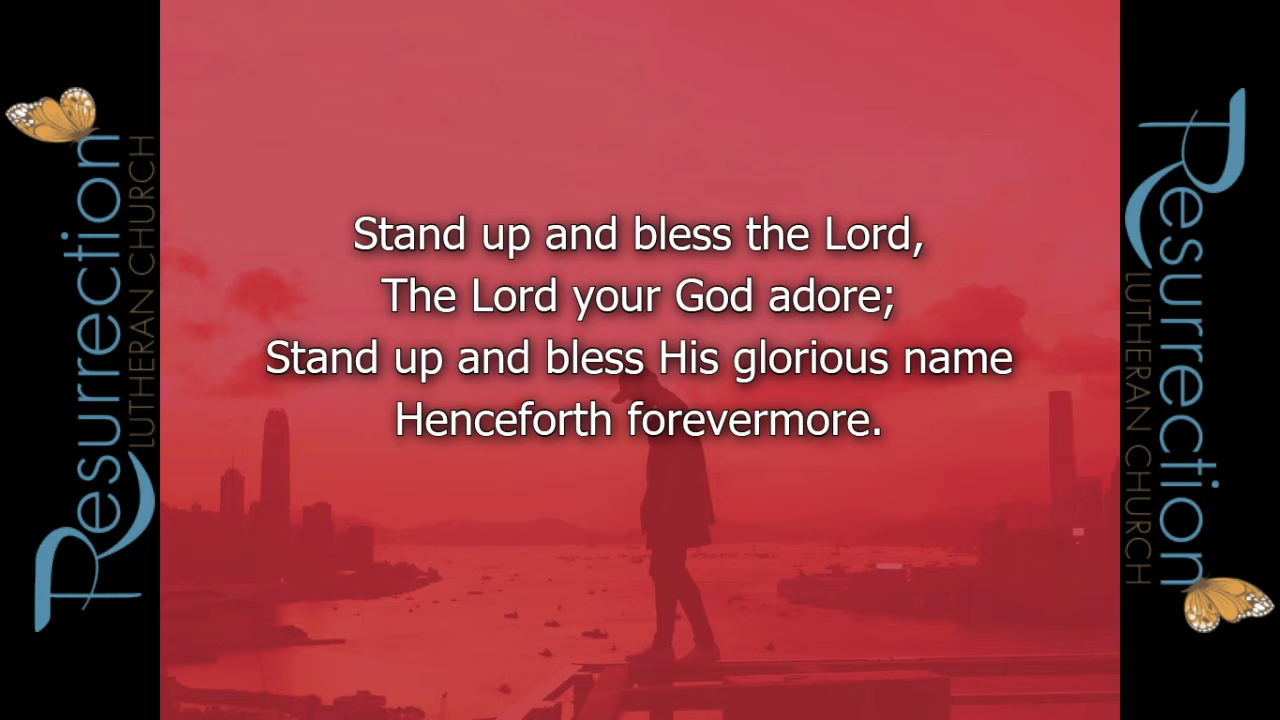 Resurrection
LUTHERAN CHURCH
Stand up and bless the Lord,
The Lord your God adore;
Stand up and bless His glorious name
Henceforth forevermore.
Resurrection
LUTHERAN CHURCH